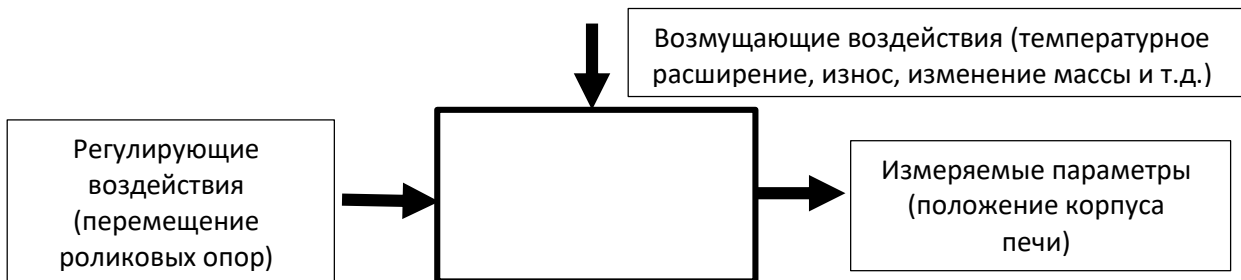 Возмущающие воздействия (температурное
расширение, износ, изменение массы и т.д.)
Регулирующие
воздействия
(перемещение
роликовых опор)
Измеряемые параметры
(положение корпуса
печи)